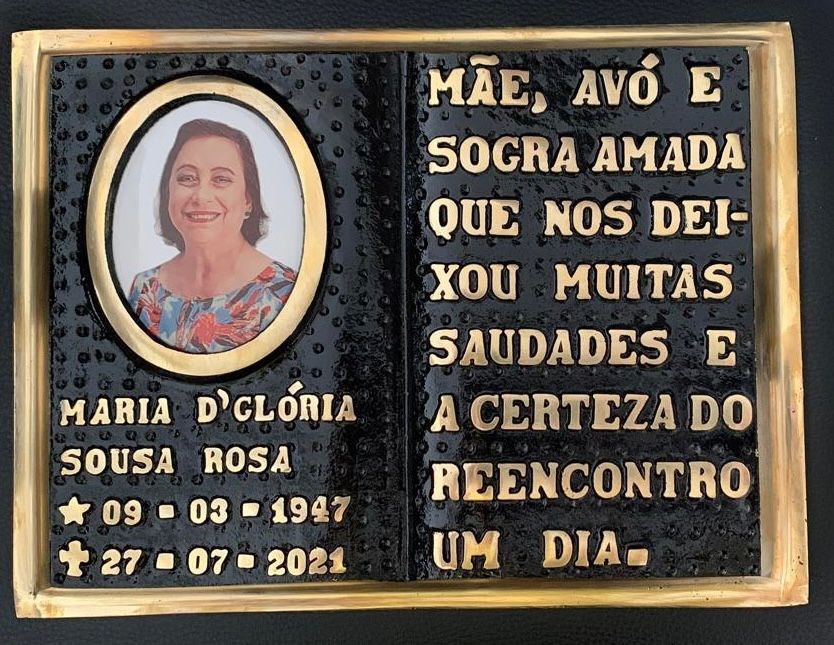 MARIA D'GLÓRIA
SOUSA ROSA
09 - 03 - 1947
27 - 07 - 2021
MÃE, AVÓ E
SOGRA AMADA
QUE NOS DEI-
XOU MUITAS
SAUDADES E
A CERTEZA DO
REENCONTRO
UM DIA.